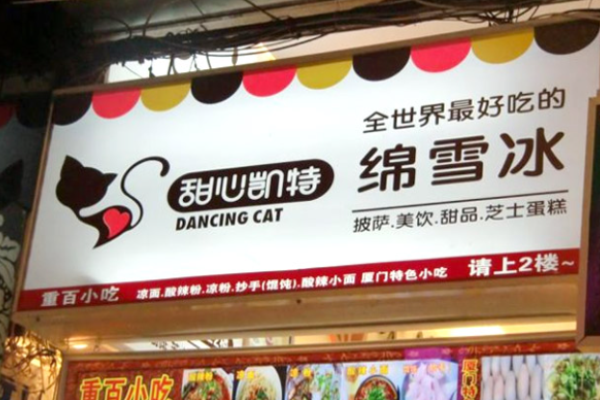 甜心凯特
DANCING CAT
全世界最好吃的
绵雪冰
披萨.美饮.甜品.芝士蛋糕
重百小吃 凉面.酸辣粉.凉粉.抄手(馄饨).酸辣小面 厦门特色小吃 请上2楼~
重百小吃
厦门特